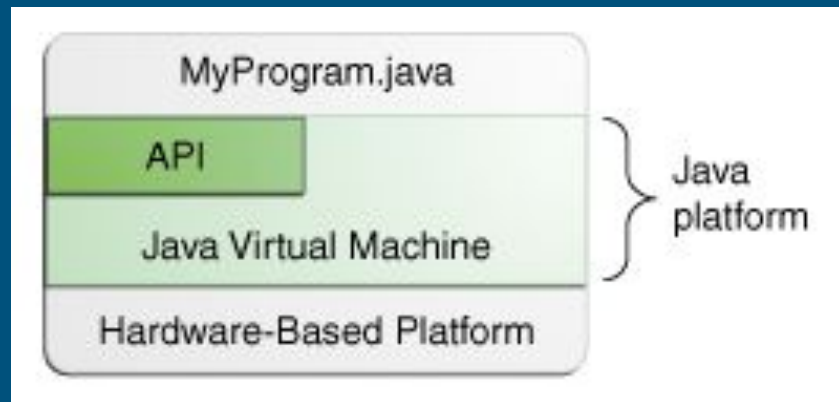 MyProgram.java
API
Java Virtual Machine
Hardware-Based Platform
Java
platform